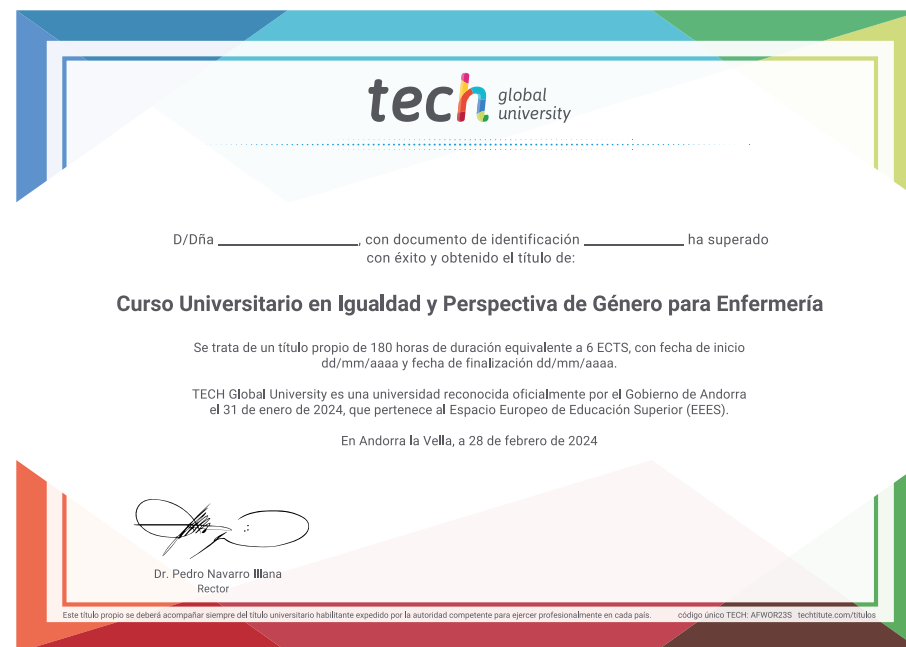 tech global
university
D/Dña ______________, con documento de identificación __________ ha superado
con éxito y obtenido el título de:
Curso Universitario en Igualdad y Perspectiva de Género para Enfermería
Se trata de un título propio de 180 horas de duración equivalente a 6 ECTS, con fecha de inicio
dd/mm/aaaa y fecha de finalización dd/mm/aaaa.
TECH Global University es una universidad reconocida oficialmente por el Gobierno de Andorra
el 31 de enero de 2024, que pertenece al Espacio Europeo de Educación Superior (EEES).
En Andorra la Vella, a 28 de febrero de 2024
Dr. Pedro Navarro Illana
Rector
Este título propio se deberá acompañar siempre del título universitario habilitante expedido por la autoridad competente para ejercer profesionalmente en cada país. código único TECH: AFWOR23S techtitute.com/titulos